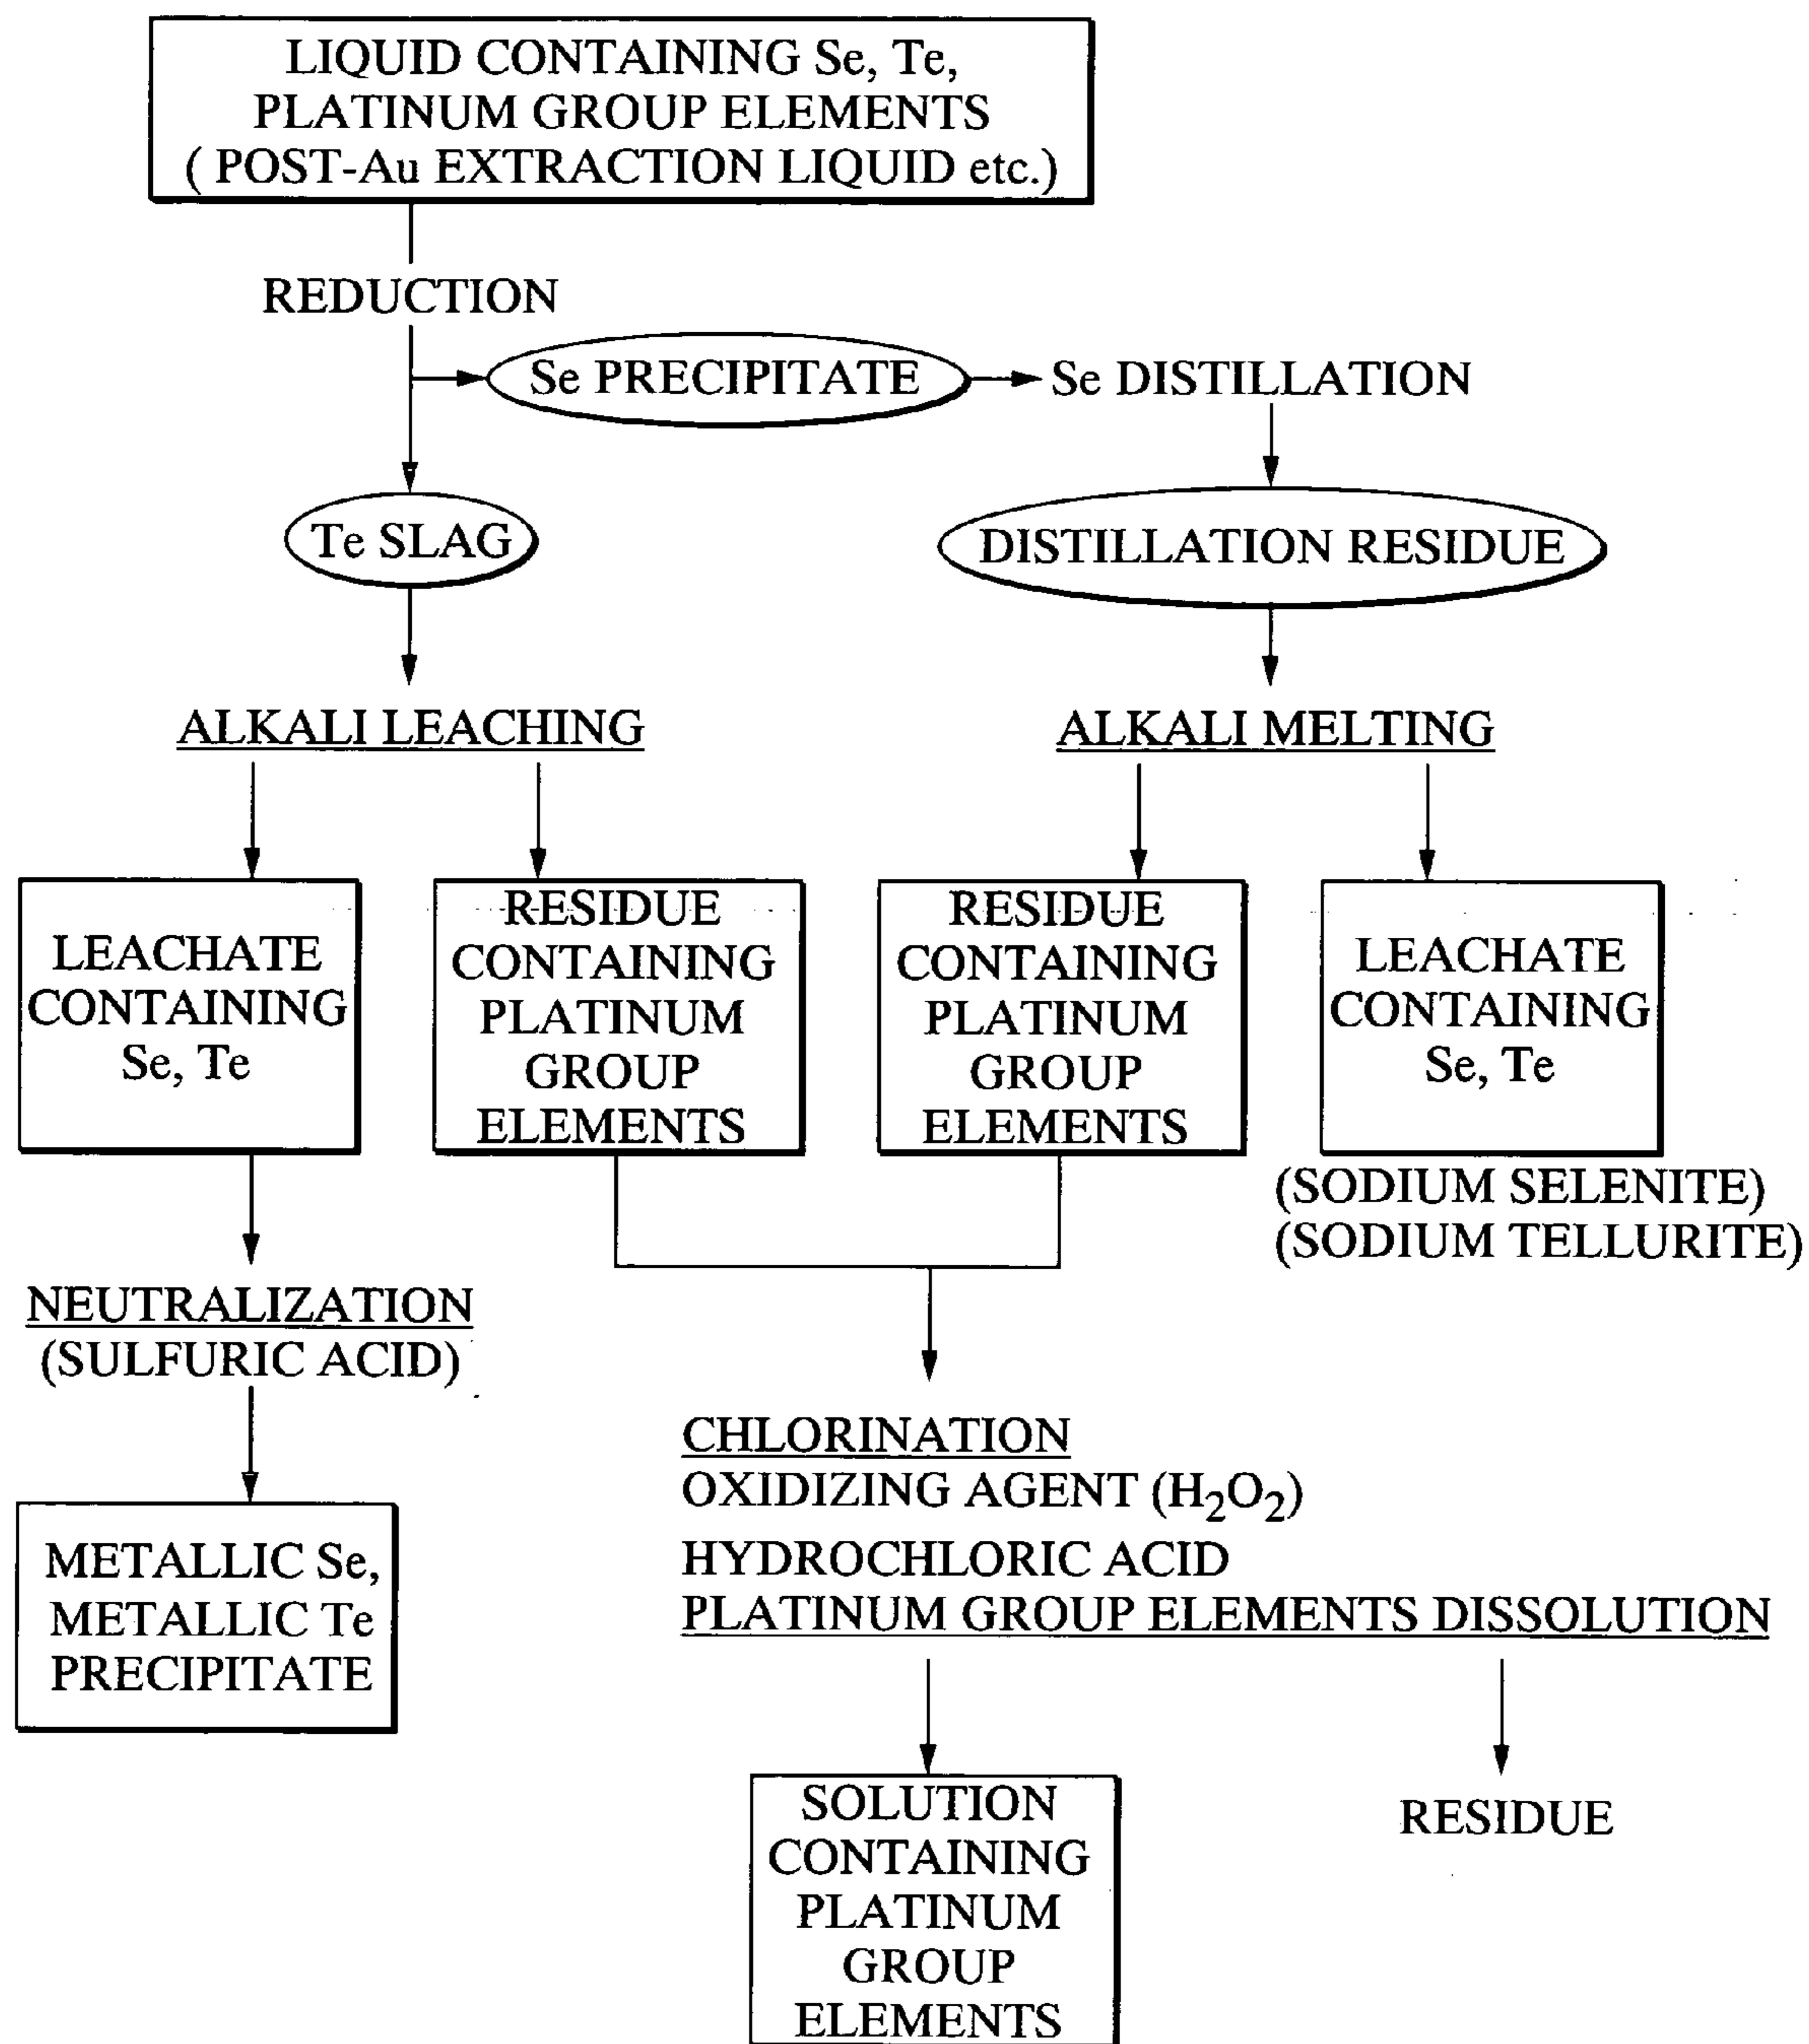 LIQUID CONTAINING Se, Te,
PLATINUM GROUP ELEMENTS
( POST-Au EXTRACTION LIQUID etc.)
REDUCTION
Se PRECIPITATE
Se DISTILLATION
Te SLAG
DISTILLATION RESIDUE
ALKALI LEACHING
ALKALI MELTING
LEACHATE
CONTAINING
Se, Te
RESIDUE
CONTAINING
PLATINUM
GROUP
ELEMENTS
RESIDUE
CONTAINING
PLATINUM
GROUP
ELEMENTS
LEACHATE
CONTAINING
Se, Te
(SODIUM SELENITE)
(SODIUM TELLURITE)
NEUTRALIZATION
(SULFURIC ACID)
METALLIC Se,
METALLIC Te
PRECIPITATE
CHLORINATION
OXIDIZING AGENT (H₂O₂)
HYDROCHLORIC ACID
PLATINUM GROUP ELEMENTS DISSOLUTION
SOLUTION
CONTAINING
PLATINUM
GROUP
ELEMENTS
RESIDUE